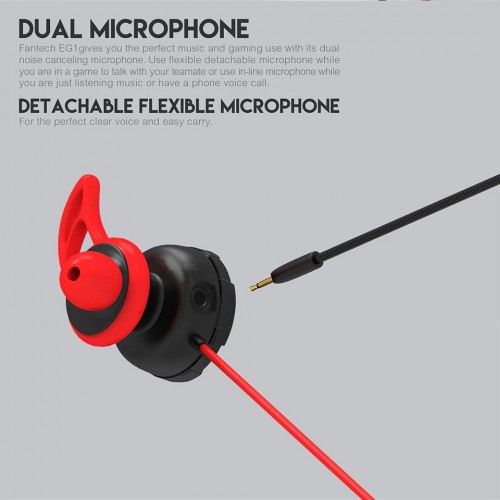 DUAL MICROPHONE
Fantech EG1gives you the perfect music and gaming use with its dual
noise canceling microphone. Use flexible detachable microphone while
you are in a game to talk with your teamate or use in-line microphone while
you are just listening music or have a phone voice call.
DETACHABLE FLEXIBLE MICROPHONE
For the perfect clear voice and easy carry.